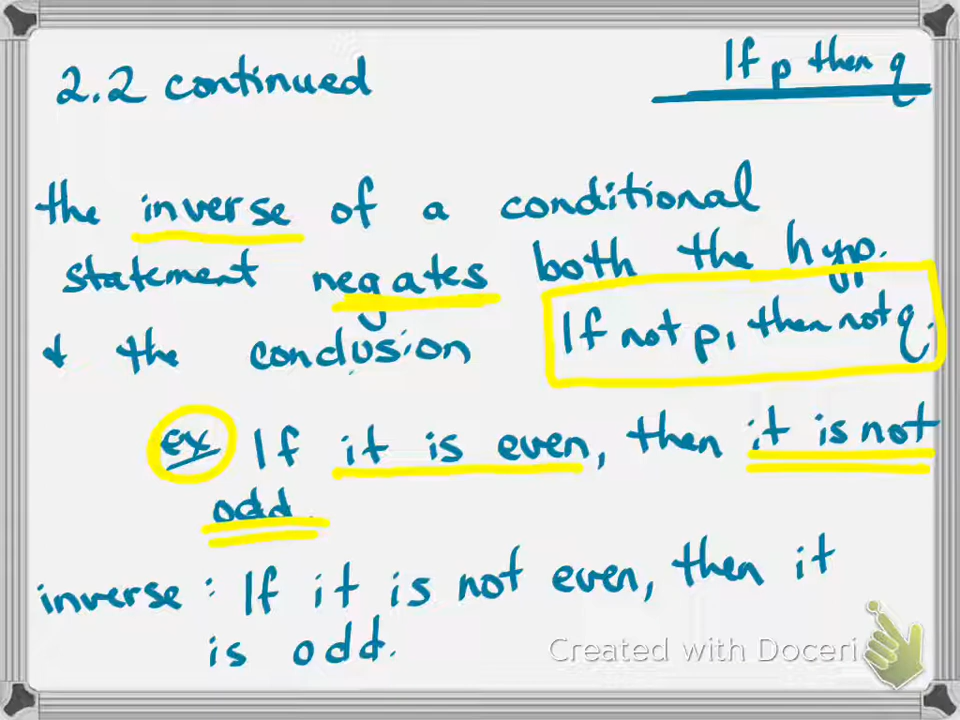 2.2 continued
If p then q
the inverse of a conditional
statement negates both the hyp.
& the conclusion
If not p, then not q.
ex If it is even, then it is not
odd.
inverse: If it is not even, then it
is odd.
Created with Doceri